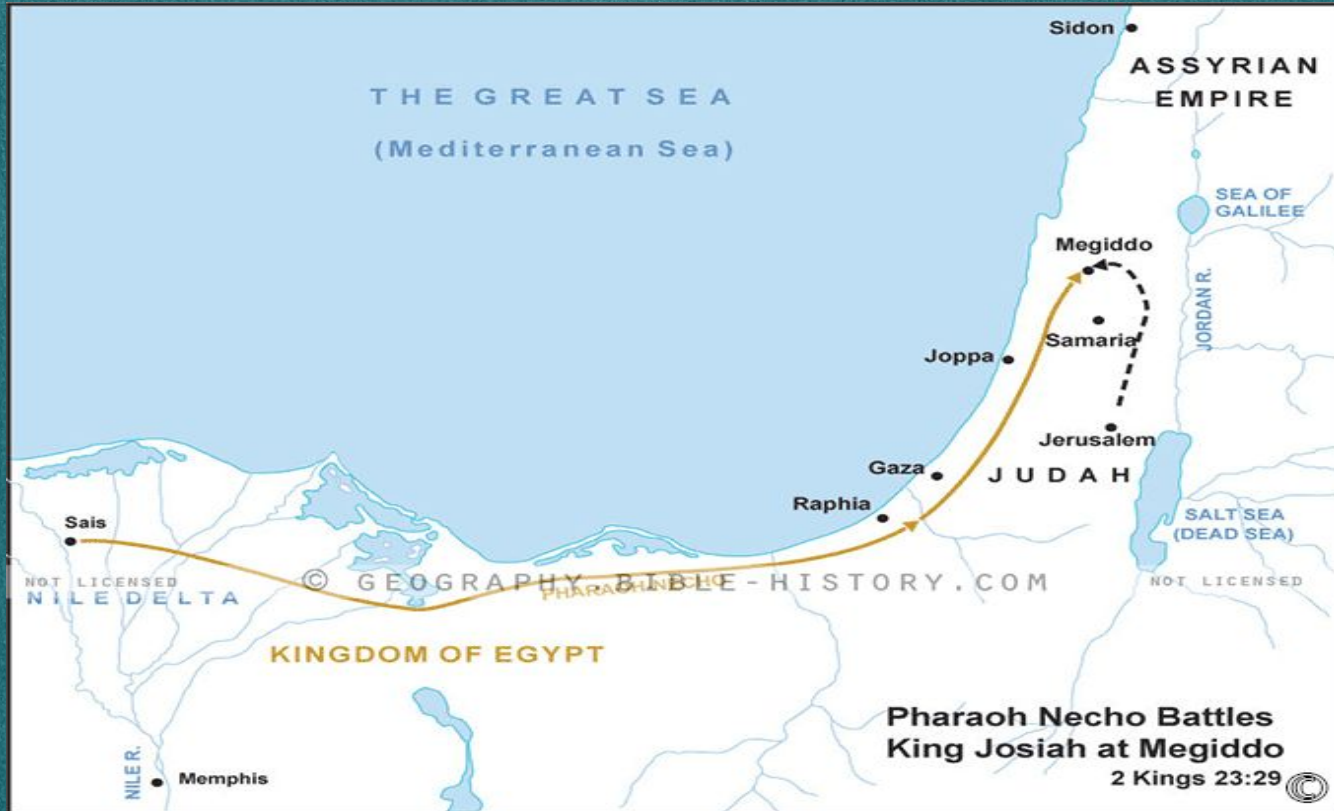 Sidon
ASSYRIAN
EMPIRE
THE GREAT SEA
(Mediterranean Sea)
SEA OF
GALILEE
Megiddo
JORDAN R.
Samaria
Joppa
Jerusalem
Gaza
JUDAH
Raphia
Sais
SALT SEA
(DEAD SEA)
NOT LICENSED
© GEOGRAPHY.BIBLE-HISTORY.COM
NOT LICENSED
NILE DELTA
PHARAOH NECHO
KINGDOM OF EGYPT
Pharaoh Necho Battles
King Josiah at Megiddo
2 Kings 23:29
NILE R.
Memphis
©